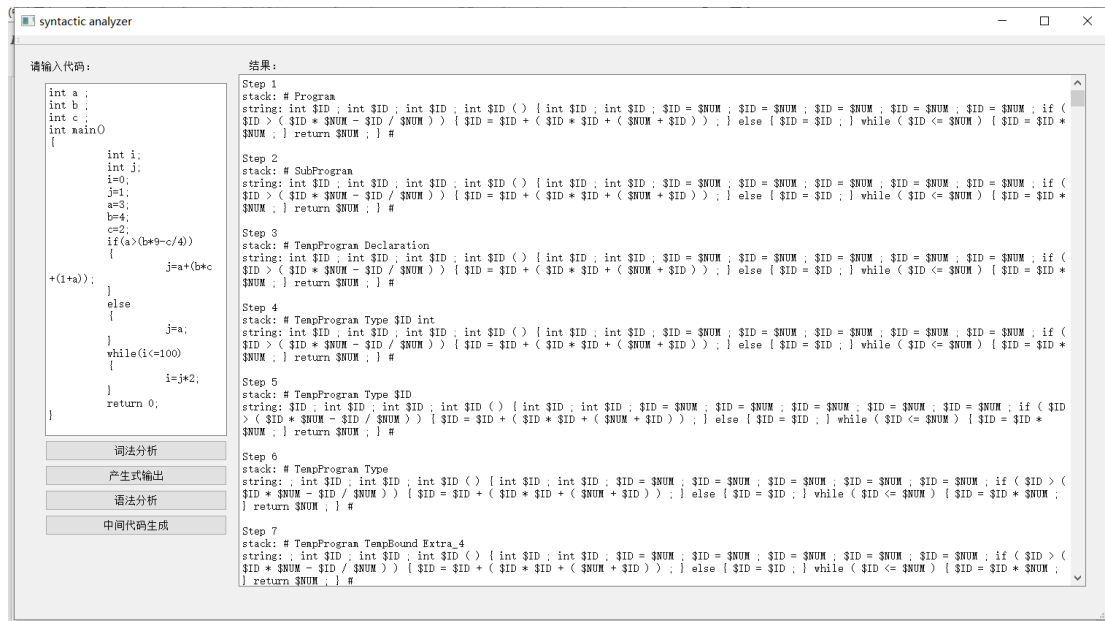 syntactic analyzer
请输入代码：
int a ;
int b ;
int c ;
int main()
{
int i;
int j;
i=0;
j=1;
a=3;
b=4;
c=2;
if(a>(b*9-c/4))
{
j=a+(b*c
+(1+a));
}
else
{
j=a;
}
while(i<=100)
{
i=j*2;
}
return 0;
}
词法分析
产生式输出
语法分析
中间代码生成
结果：
Step 1
stack: # Program
string: int $ID ; int $ID ; int $ID ; int $ID ( ) { int $ID ; int $ID ; $ID = $NUM ; $ID = $NUM ; $ID = $NUM ; $ID = $NUM ; $ID = $NUM ; if (
$ID > ( $ID * $NUM - $ID / $NUM ) ) { $ID = $ID + ( $ID * $ID + ( $NUM + $ID ) ) ; } else { $ID = $ID ; } while ( $ID <= $NUM ) { $ID = $ID *
$NUM ; } return $NUM ; } #
Step 2
stack: # SubProgram
string: int $ID ; int $ID ; int $ID ; int $ID ( ) { int $ID ; int $ID ; $ID = $NUM ; $ID = $NUM ; $ID = $NUM ; $ID = $NUM ; $ID = $NUM ; if (
$ID > ( $ID * $NUM - $ID / $NUM ) ) { $ID = $ID + ( $ID * $ID + ( $NUM + $ID ) ) ; } else { $ID = $ID ; } while ( $ID <= $NUM ) { $ID = $ID *
$NUM ; } return $NUM ; } #
Step 3
stack: # TempProgram Declaration
string: int $ID ; int $ID ; int $ID ; int $ID ( ) { int $ID ; int $ID ; $ID = $NUM ; $ID = $NUM ; $ID = $NUM ; $ID = $NUM ; $ID = $NUM ; if (
$ID > ( $ID * $NUM - $ID / $NUM ) ) { $ID = $ID + ( $ID * $ID + ( $NUM + $ID ) ) ; } else { $ID = $ID ; } while ( $ID <= $NUM ) { $ID = $ID *
$NUM ; } return $NUM ; } #
Step 4
stack: # TempProgram Type $ID int
string: int $ID ; int $ID ; int $ID ; int $ID ( ) { int $ID ; int $ID ; $ID = $NUM ; $ID = $NUM ; $ID = $NUM ; $ID = $NUM ; $ID = $NUM ; if (
$ID > ( $ID * $NUM - $ID / $NUM ) ) { $ID = $ID + ( $ID * $ID + ( $NUM + $ID ) ) ; } else { $ID = $ID ; } while ( $ID <= $NUM ) { $ID = $ID *
$NUM ; } return $NUM ; } #
Step 5
stack: # TempProgram Type $ID
string: $ID ; int $ID ; int $ID ; int $ID ( ) { int $ID ; int $ID ; $ID = $NUM ; $ID = $NUM ; $ID = $NUM ; $ID = $NUM ; $ID = $NUM ; if ( $ID
> ( $ID * $NUM - $ID / $NUM ) ) { $ID = $ID + ( $ID * $ID + ( $NUM + $ID ) ) ; } else { $ID = $ID ; } while ( $ID <= $NUM ) { $ID = $ID *
$NUM ; } return $NUM ; } #
Step 6
stack: # TempProgram Type
string: ; int $ID ; int $ID ; int $ID ( ) { int $ID ; int $ID ; $ID = $NUM ; $ID = $NUM ; $ID = $NUM ; $ID = $NUM ; $ID = $NUM ; if ( $ID > (
$ID * $NUM - $ID / $NUM ) ) { $ID = $ID + ( $ID * $ID + ( $NUM + $ID ) ) ; } else { $ID = $ID ; } while ( $ID <= $NUM ) { $ID = $ID * $NUM ;
} return $NUM ; } #
Step 7
stack: # TempProgram TempBound Extra_4
string: ; int $ID ; int $ID ; int $ID ( ) { int $ID ; int $ID ; $ID = $NUM ; $ID = $NUM ; $ID = $NUM ; $ID = $NUM ; $ID = $NUM ; if ( $ID > (
$ID * $NUM - $ID / $NUM ) ) { $ID = $ID + ( $ID * $ID + ( $NUM + $ID ) ) ; } else { $ID = $ID ; } while ( $ID <= $NUM ) { $ID = $ID * $NUM ;
} return $NUM ; } #